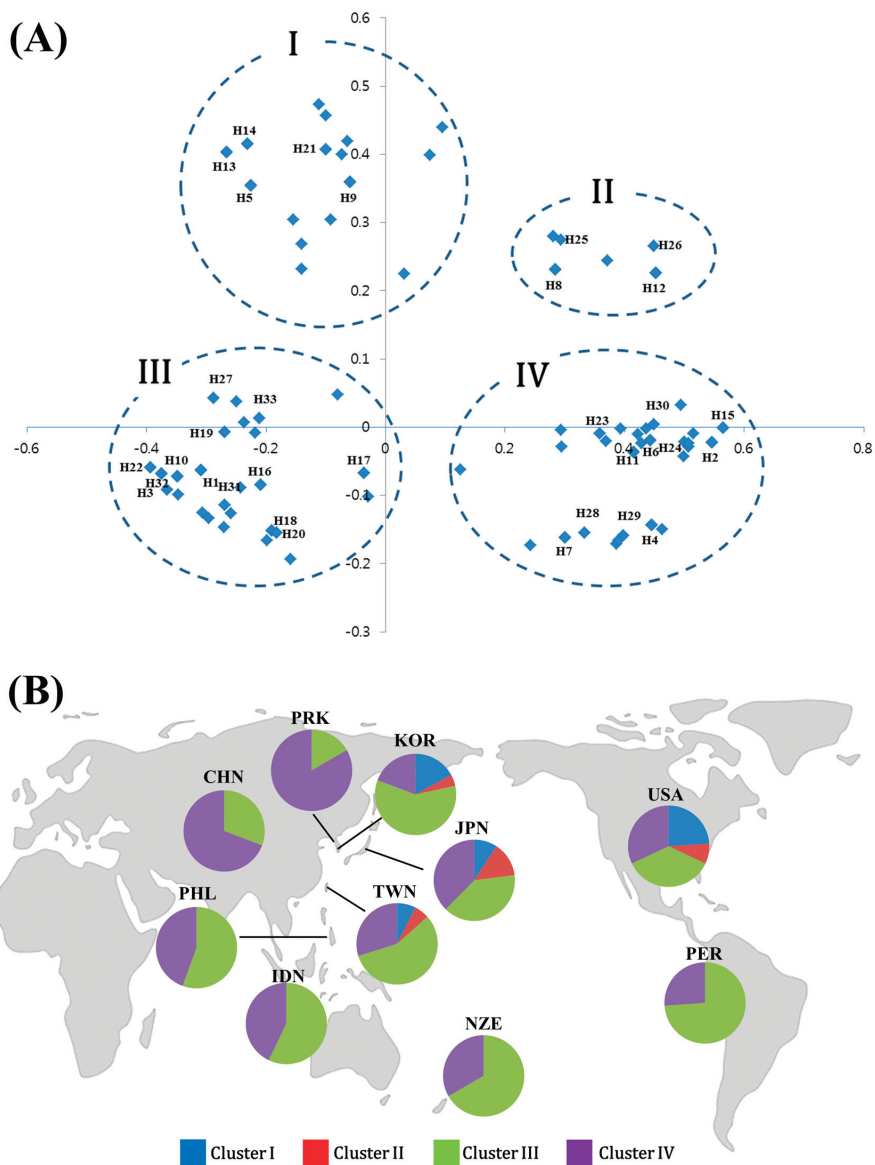 (A)
0.6
I
0.5
H14
H21
H13
0.4
H5
H9
0.3
II
H25
H26
H8
H12
0.2
0.1
III
IV
H27
H33
H30
H15
H23
H19
0
-0.6
-0.4
-0.2
0
0.2
0.4
0.6
0.8
H22
H10
H32
H3
H1
H31
H16
H17
H11
H6
H24
H2
-0.1
H18
H20
H28
H29
H7
H4
-0.2
-0.3
(B)
PRK
KOR
CHN
USA
JPN
PHL
TWN
PER
IDN
NZE
Cluster I
Cluster II
Cluster III
Cluster IV